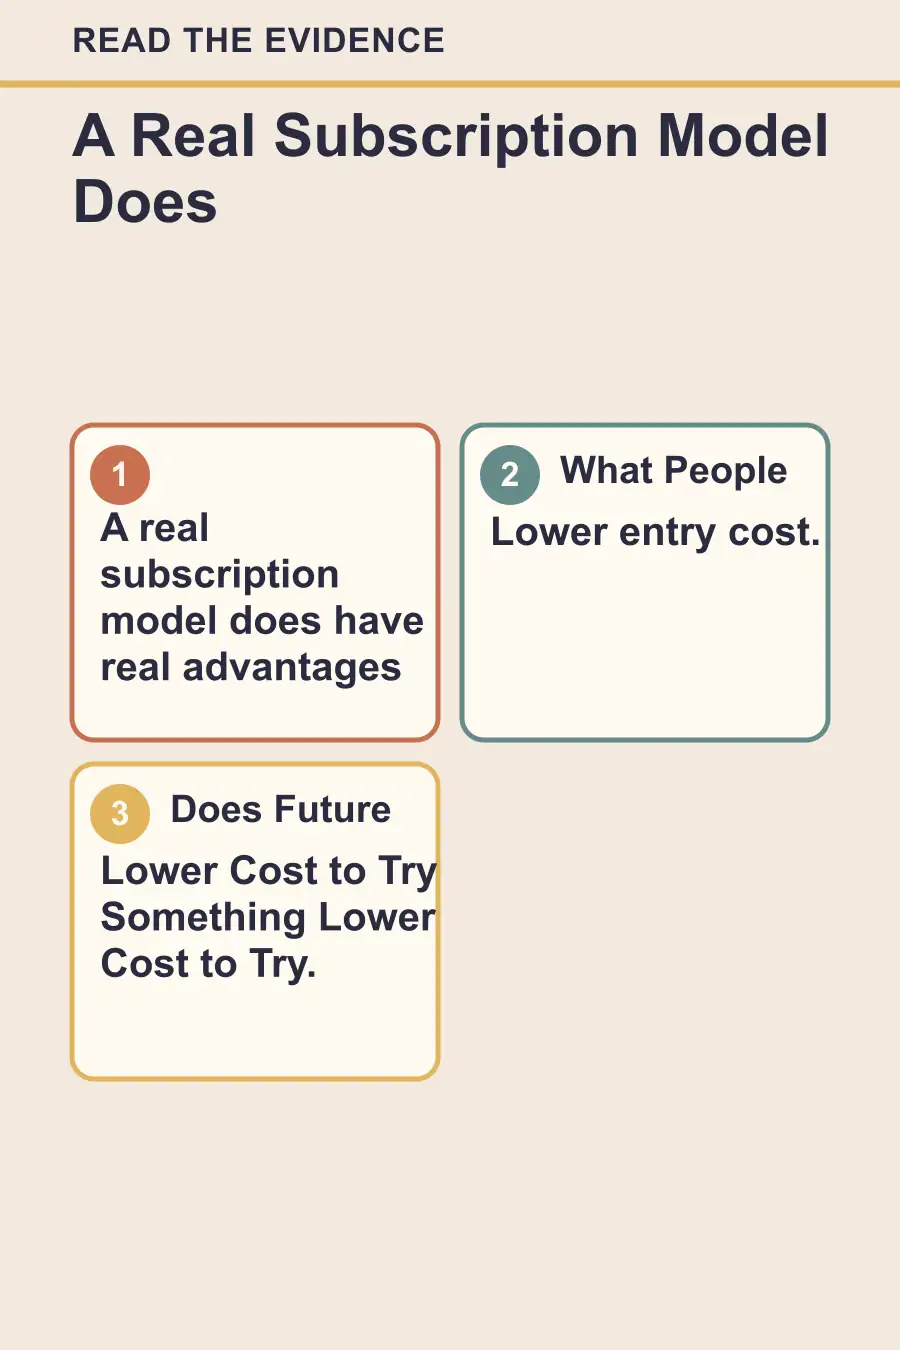 READ THE EVIDENCE
A Real Subscription Model
Does
1
A real
subscription
model does have
real advantages
2
What People
Lower entry cost.
3
Does Future
Lower Cost to Try
Something Lower
Cost to Try.